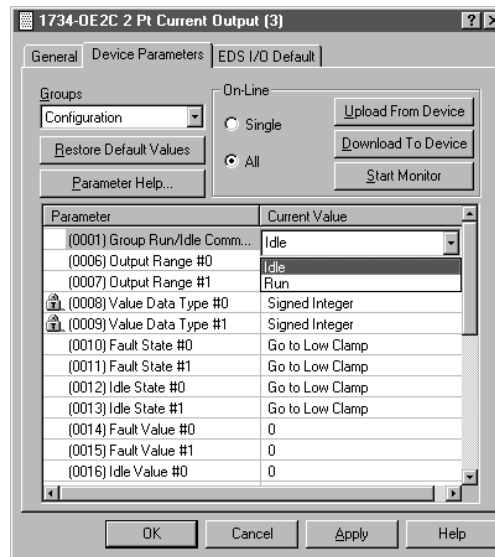 1734-OE2C 2 Pt Current Output (3)
General
Device Parameters
EDS I/O Default
Groups
Configuration
Restore Default Values
Parameter Help...
On-Line
Single
All
Upload From Device
Download To Device
Start Monitor
Parameter Current Value
(0001) Group Run/Idle Comm... Idle
(0006) Output Range #0 Idle
(0007) Output Range #1 Run
(0008) Value Data Type #0 Signed Integer
(0009) Value Data Type #1 Signed Integer
(0010) Fault State #0 Go to Low Clamp
(0011) Fault State #1 Go to Low Clamp
(0012) Idle State #0 Go to Low Clamp
(0013) Idle State #1 Go to Low Clamp
(0014) Fault Value #0 0
(0015) Fault Value #1 0
(0016) Idle Value #0 0
OK Cancel Apply Help